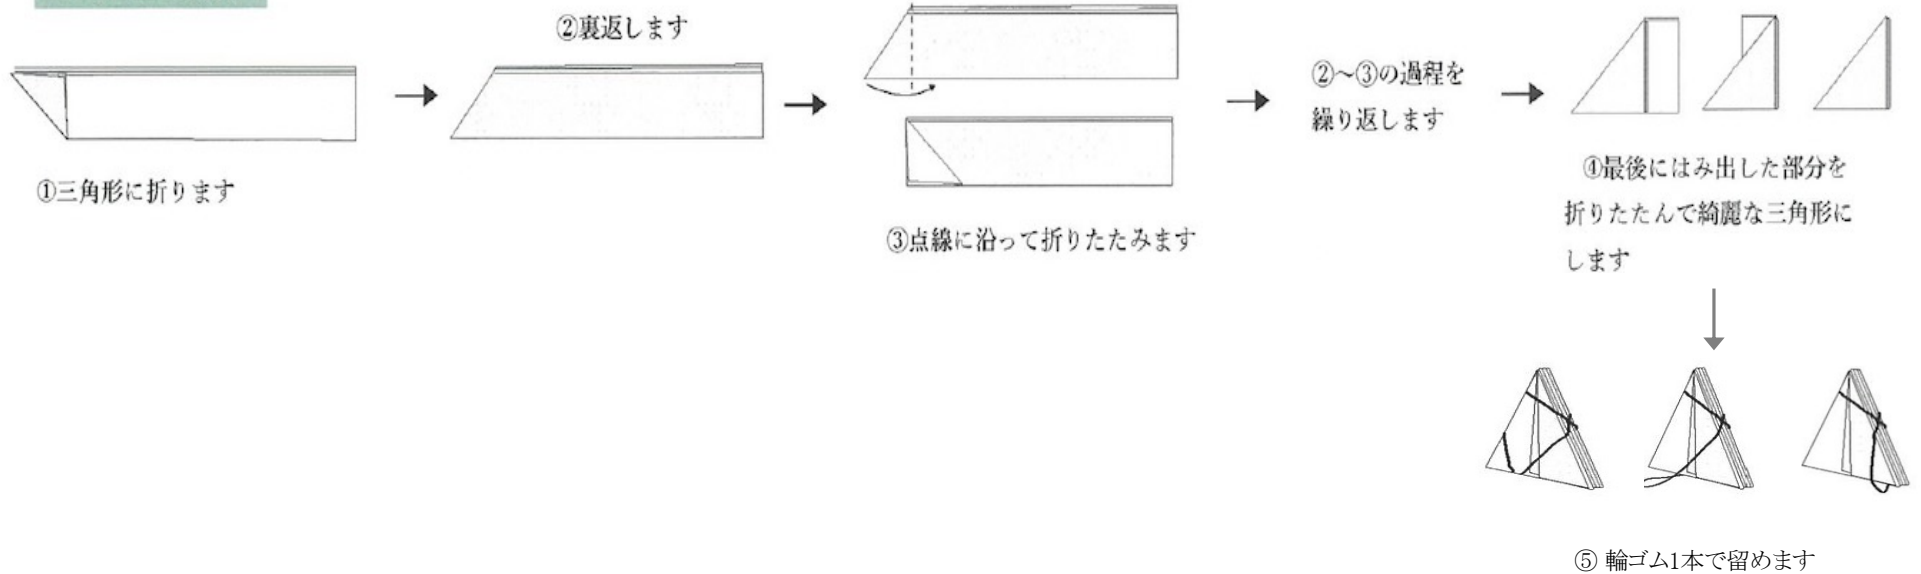 ①三角形に折ります
②裏返します
③点線に沿って折りたたみます
②～③の過程を
繰り返します
④最後にはみ出した部分を
折りたたんで綺麗な三角形に
します
⑤ 輪ゴム1本で留めます